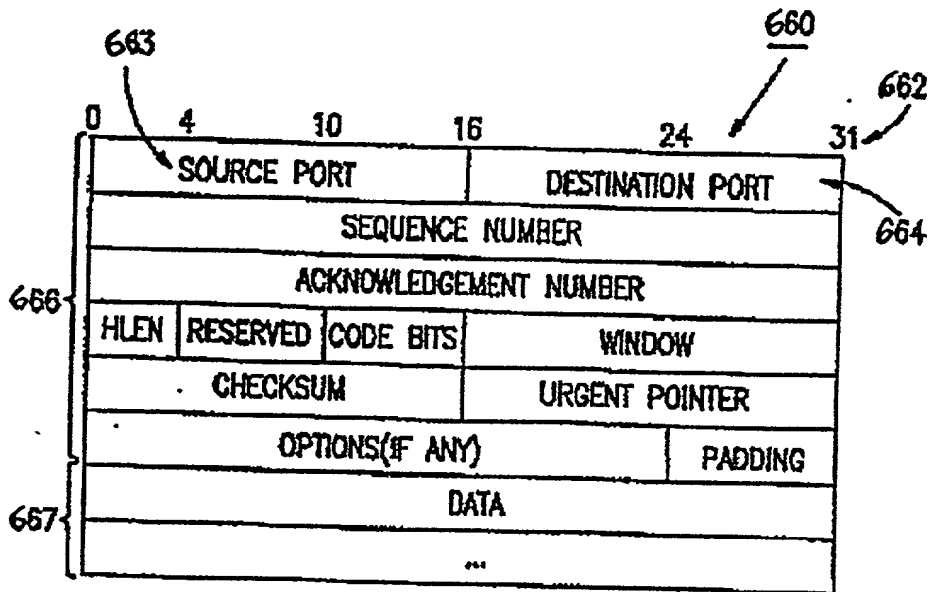 660
663
662
0 4 10 16 24 31
SOURCE PORT DESTINATION PORT
664
SEQUENCE NUMBER
ACKNOWLEDGEMENT NUMBER
666
HLEN RESERVED CODE BITS WINDOW
CHECKSUM URGENT POINTER
OPTIONS(IF ANY) PADDING
DATA
667
...